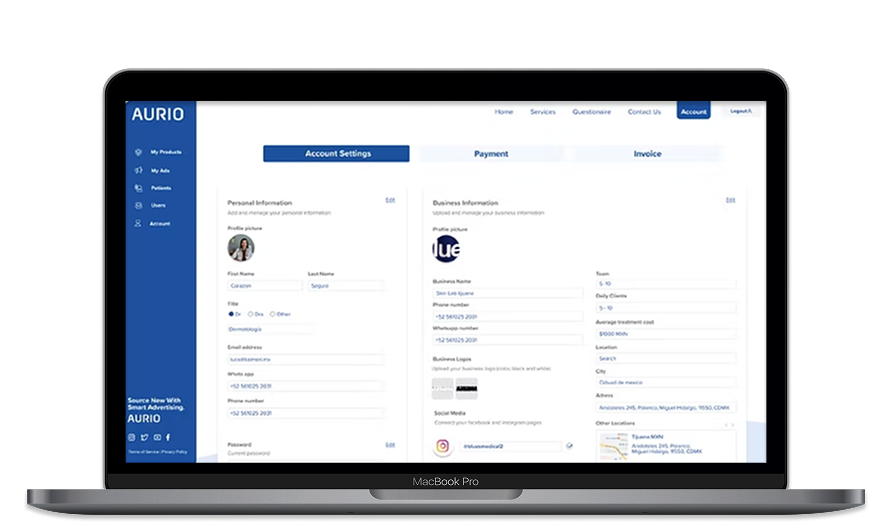 AURIO
Home Services Questionaire Contact Us Account Logout
My Products
My Ads
Patients
Users
Account
Account Settings Payment Invoice
Personal Information Edit
Add and manage your personal information
Profile picture
First Name Last Name
Corazon Segura
Title
Dr Dra Other
Dermatologia
Email address
Whats app
+52 561025 2031
Phone number
+52 561025 2031
Password Edit
Current password
Business Information Edit
Upload and manage your business information
Profile picture
lue
Business Name
Skin Lab tijuana
Phone number
+52 561025 2031
Whatsapp number
+52 561025 2031
Business Logos
Upload your business logo (color, black and white)
Social Media
Connect your facebook and instagram pages
Team
5- 10
Daily Clients
5 - 10
Average treatment cost
$1000 MXN
Location
Search
City
Ciduad de mexico
Adress
Aristoteles 245, Polanco, Miguel Hidalgo, 11550, CDMX
Other Locations
Tijuana MXN
Aristoteles 245, Polanco,
Miguel Hidalgo, 11550, CDMX
Source New With
Smart Advertising.
AURIO
Terms of Service | Privacy Policy
MacBook Pro